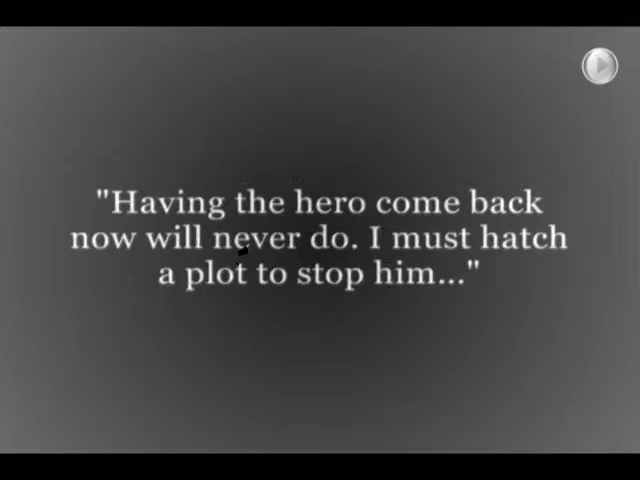 "Having the hero come back
now will never do. I must hatch
a plot to stop him..."